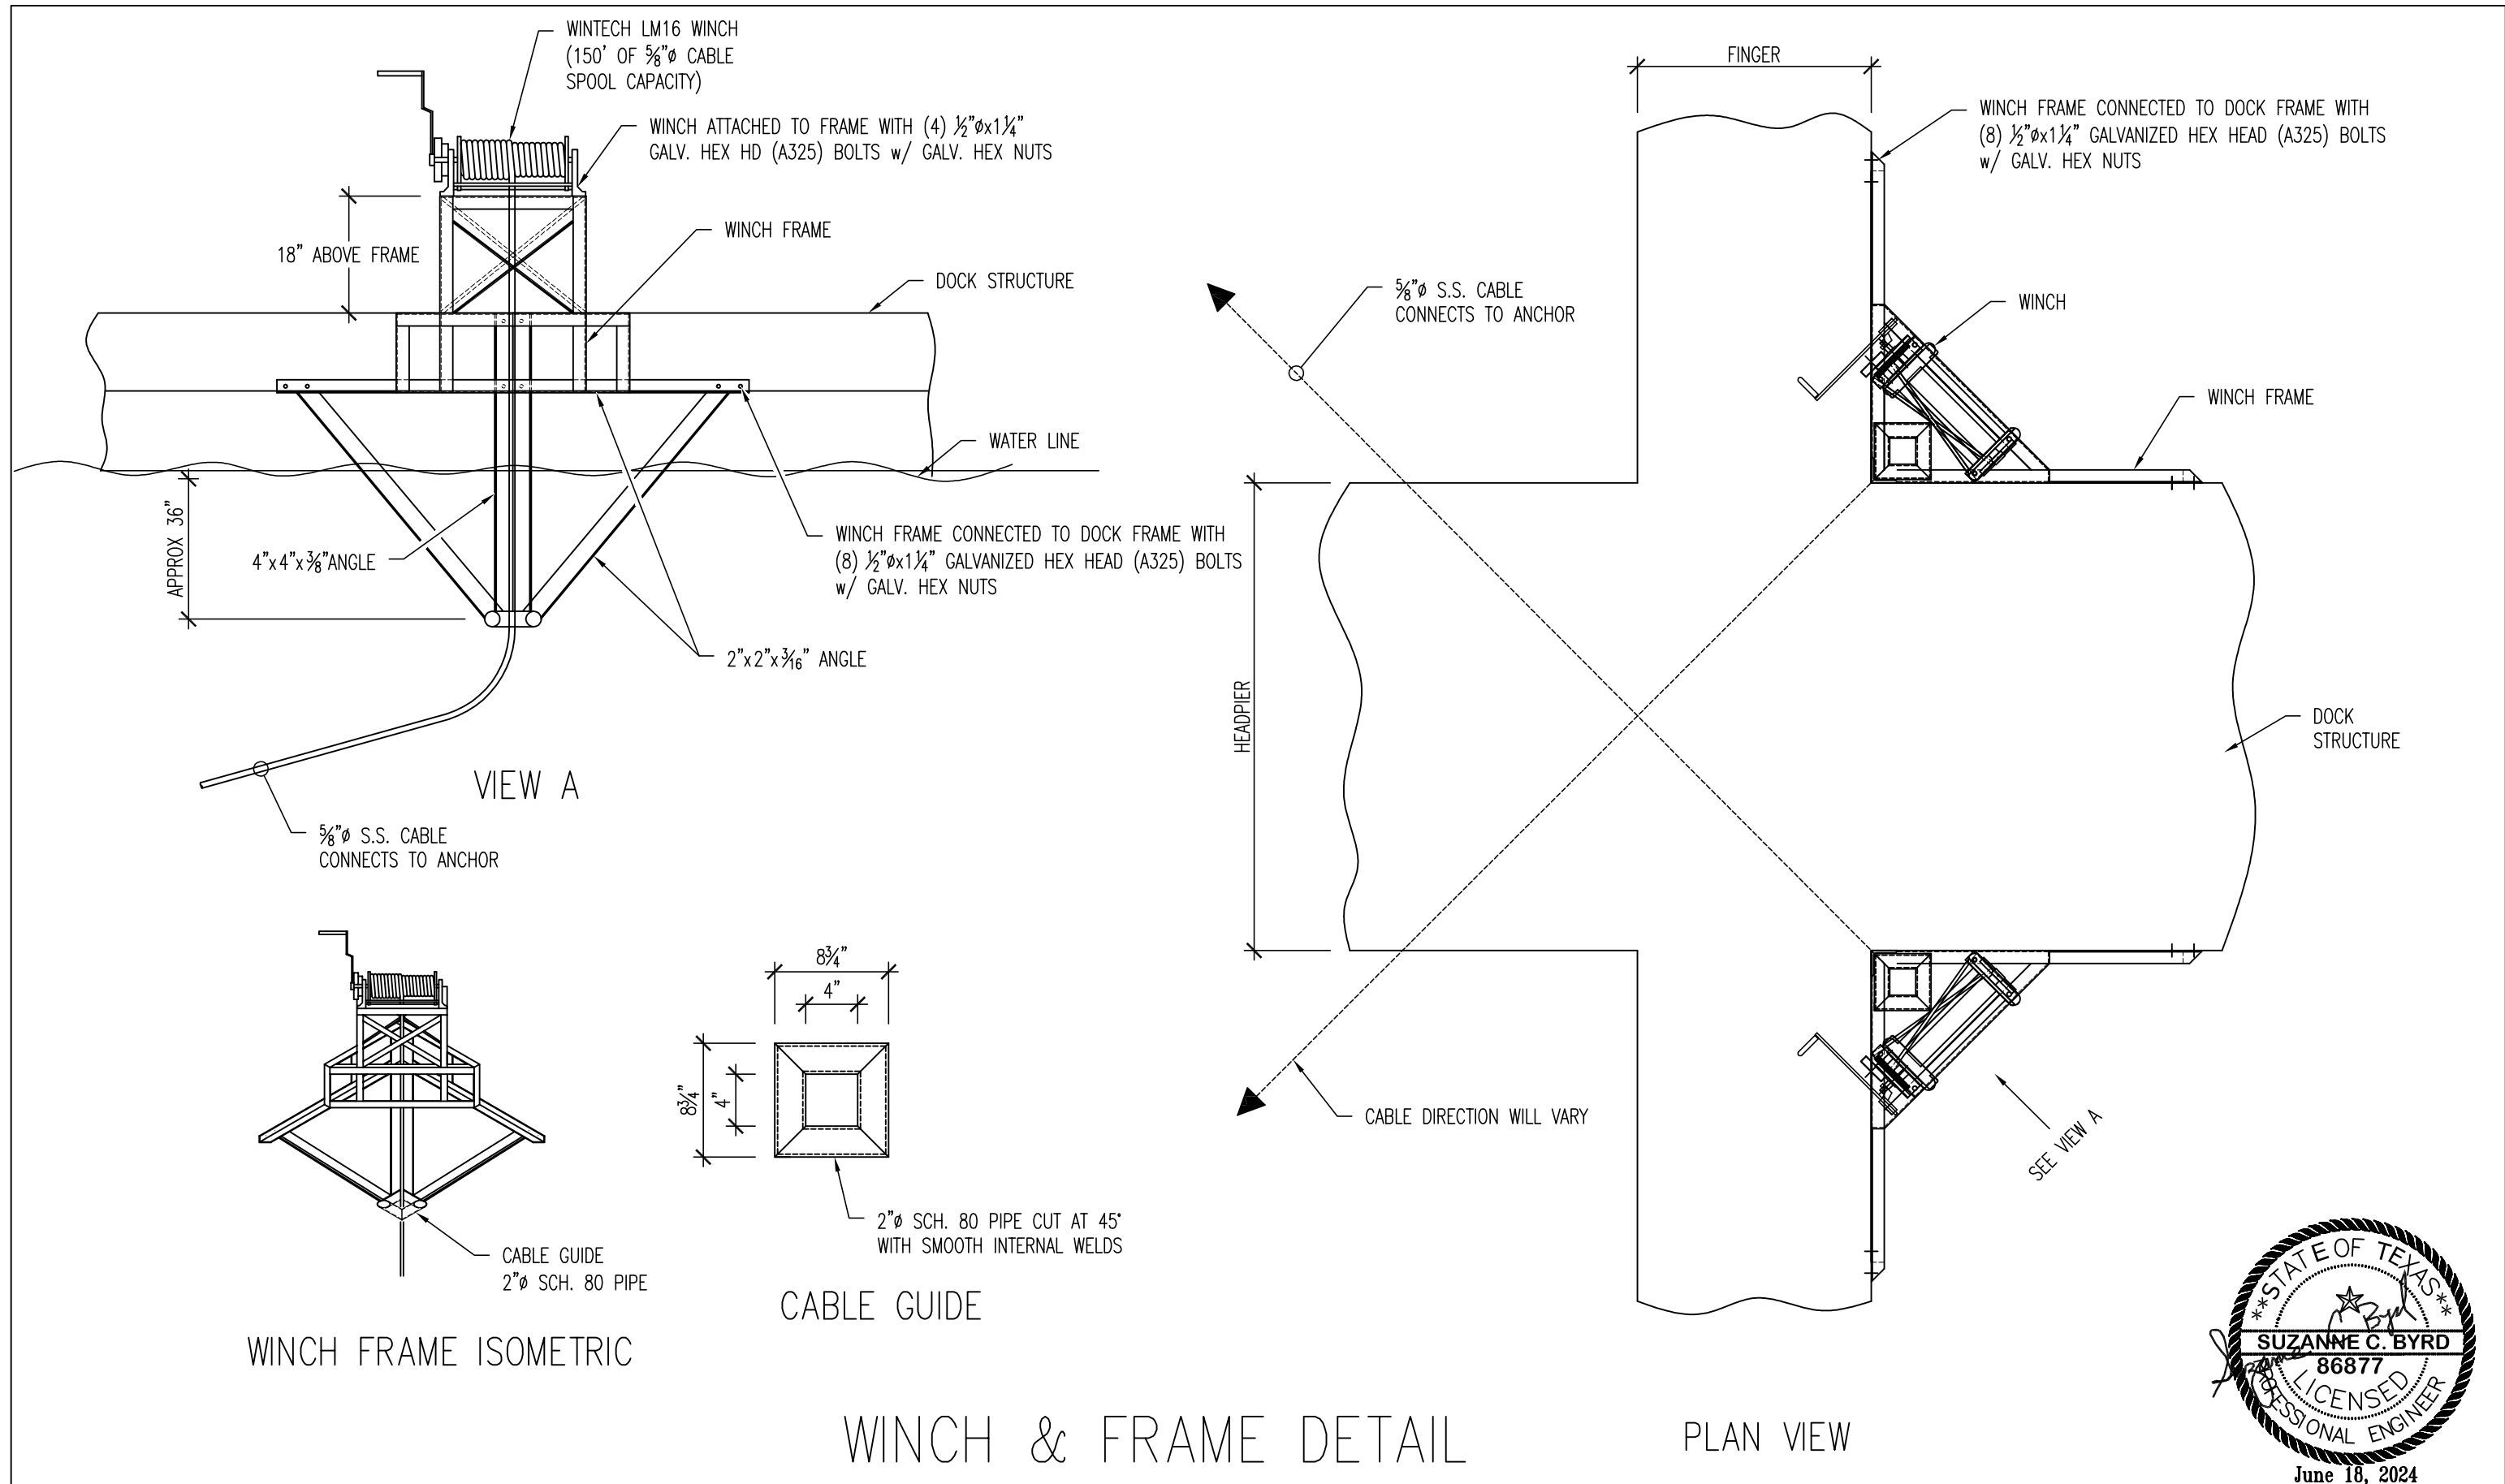 WINTECH LM16 WINCH
(150' OF ⅝"ø CABLE
SPOOL CAPACITY)
WINCH ATTACHED TO FRAME WITH (4) ½"øx1¼"
GALV. HEX HD (A325) BOLTS w/ GALV. HEX NUTS
18" ABOVE FRAME
WINCH FRAME
DOCK STRUCTURE
WATER LINE
APPROX 36"
4"x4"x⅜"ANGLE
WINCH FRAME CONNECTED TO DOCK FRAME WITH
(8) ½"øx1¼" GALVANIZED HEX HEAD (A325) BOLTS
w/ GALV. HEX NUTS
2"x2"x3⁄16" ANGLE
VIEW A
⅝"ø S.S. CABLE
CONNECTS TO ANCHOR
CABLE GUIDE
2"ø SCH. 80 PIPE
WINCH FRAME ISOMETRIC
8¾"
4"
8¾"
4"
2"ø SCH. 80 PIPE CUT AT 45°
WITH SMOOTH INTERNAL WELDS
CABLE GUIDE
FINGER
WINCH FRAME CONNECTED TO DOCK FRAME WITH
(8) ½"øx1¼" GALVANIZED HEX HEAD (A325) BOLTS
w/ GALV. HEX NUTS
⅝"ø S.S. CABLE
CONNECTS TO ANCHOR
WINCH
WINCH FRAME
HEADPIER
DOCK
STRUCTURE
CABLE DIRECTION WILL VARY
SEE VIEW A
WINCH & FRAME DETAIL
PLAN VIEW
**STATE OF TEXAS**
SUZANNE C. BYRD
86877
LICENSED
PROFESSIONAL ENGINEER
Suzanne C Byrd
June 18, 2024